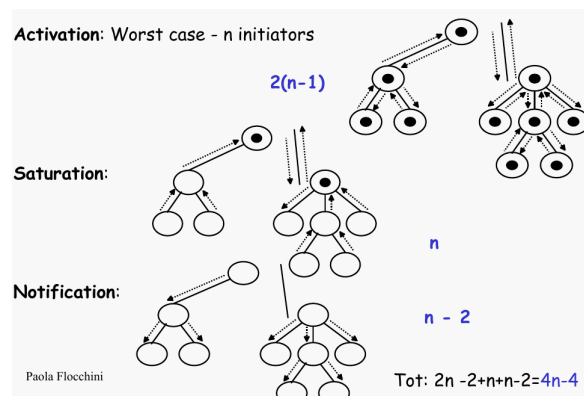 Activation: Worst case - n initiators
2(n-1)
Saturation:
n
Notification:
n - 2
Paola Flocchini
Tot: 2n -2+n+n-2=4n-4